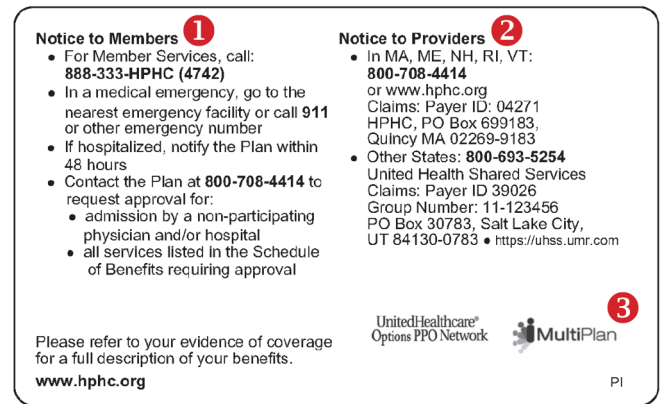 Notice to Members 1
• For Member Services, call:
888-333-HPHC (4742)
• In a medical emergency, go to the
nearest emergency facility or call 911
or other emergency number
• If hospitalized, notify the Plan within
48 hours
• Contact the Plan at 800-708-4414 to
request approval for:
• admission by a non-participating
physician and/or hospital
• all services listed in the Schedule
of Benefits requiring approval
Please refer to your evidence of coverage
for a full description of your benefits.
www.hphc.org
Notice to Providers 2
• In MA, ME, NH, RI, VT:
800-708-4414
or www.hphc.org
Claims: Payer ID: 04271
HPHC, PO Box 699183,
Quincy MA 02269-9183
• Other States: 800-693-5254
United Health Shared Services
Claims: Payer ID 39026
Group Number: 11-123456
PO Box 30783, Salt Lake City,
UT 84130-0783 • https://uhss.umr.com
3
UnitedHealthcare®
Options PPO Network
MultiPlan
PI